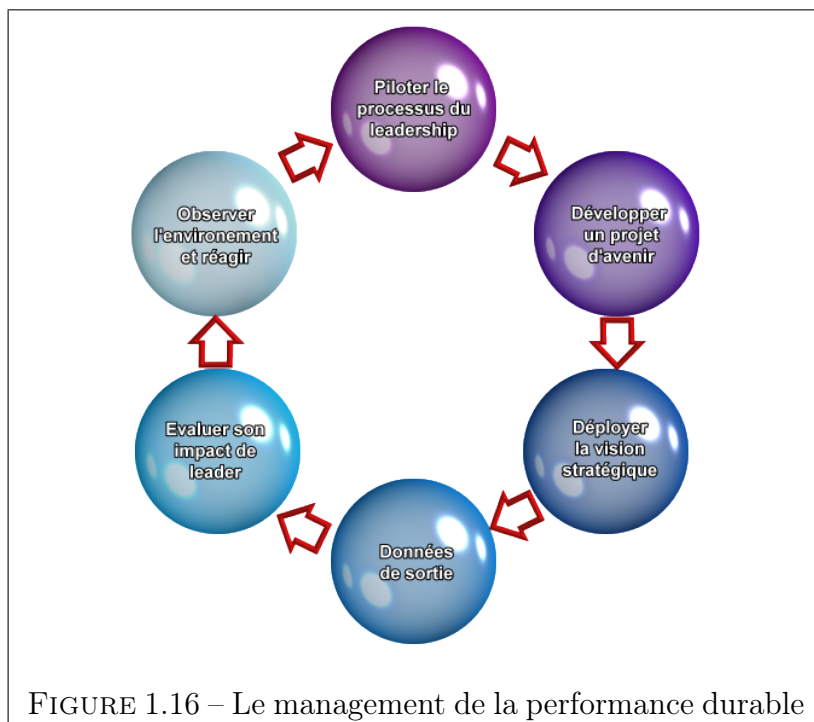 Piloter le
processus du
leadership
Développer
un projet
d'avenir
Déployer
la vision
stratégique
Données
de sortie
Evaluer son
impact de
leader
Observer
l'environement
et réagir
FIGURE 1.16 – Le management de la performance durable